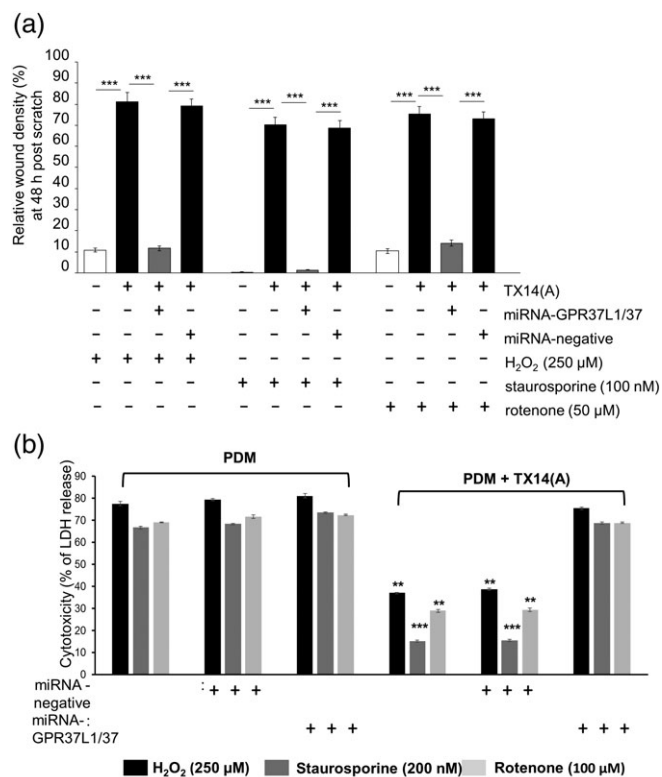 (a)
Relative wound density (%)
at 48 h post scratch
100
90
80
70
60
50
40
30
20
10
0
*** *** *** *** *** *** *** *** ***
– + + + – + + + – + + + TX14(A)
– – + – – – + – – – + – miRNA-GPR37L1/37
– – – + – – – + – – – + miRNA-negative
+ + + + – – – – – – – – H₂O₂ (250 µM)
– – – – + + + + – – – – staurosporine (100 nM)
– – – – – – – – + + + + rotenone (50 µM)
(b)
PDM PDM + TX14(A)
Cytotoxicity (% of LDH release)
90
80
70
60
50
40
30
20
10
0
** *** ** ** *** **
miRNA - : + + + + + +
negative
miRNA- : + + + + + +
GPR37L1/37
H₂O₂ (250 µM) Staurosporine (200 nM) Rotenone (100 µM)